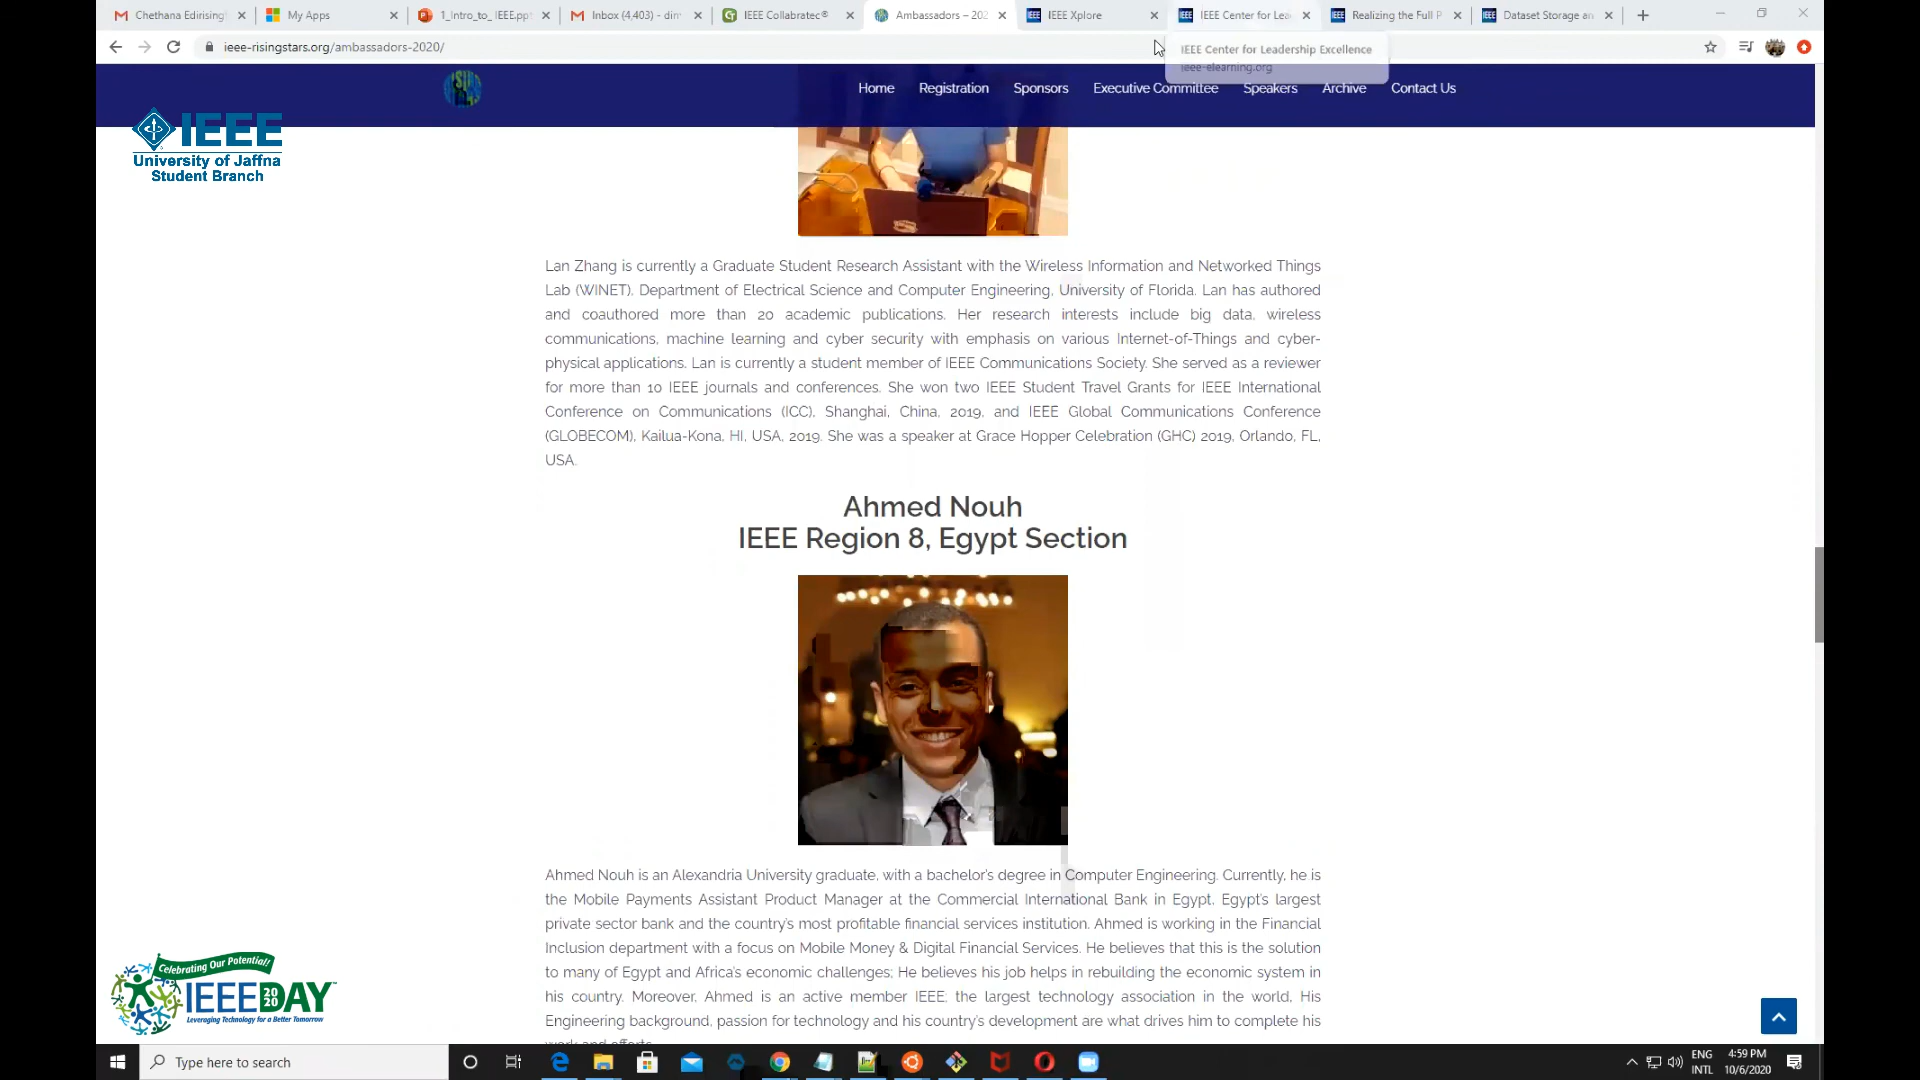 Chethana Edirising
My Apps
1_Intro_to_IEEE.ppt
Inbox (4,403) - din
IEEE Collabratec®
Ambassadors – 202
IEEE Xplore
IEEE Center for Lea
Realizing the Full P
Dataset Storage an
ieee-risingstars.org/ambassadors-2020/
IEEE Center for Leadership Excellence
ieee-elearning.org
Home
Registration
Sponsors
Executive Committee
Speakers
Archive
Contact Us
IEEE
University of Jaffna
Student Branch
Lan Zhang is currently a Graduate Student Research Assistant with the Wireless Information and Networked Things
Lab (WINET), Department of Electrical Science and Computer Engineering, University of Florida. Lan has authored
and coauthored more than 20 academic publications. Her research interests include big data, wireless
communications, machine learning and cyber security with emphasis on various Internet-of-Things and cyber-
physical applications. Lan is currently a student member of IEEE Communications Society. She served as a reviewer
for more than 10 IEEE journals and conferences. She won two IEEE Student Travel Grants for IEEE International
Conference on Communications (ICC), Shanghai, China, 2019, and IEEE Global Communications Conference
(GLOBECOM), Kailua-Kona, HI, USA, 2019. She was a speaker at Grace Hopper Celebration (GHC) 2019, Orlando, FL,
USA.
Ahmed Nouh
IEEE Region 8, Egypt Section
Ahmed Nouh is an Alexandria University graduate, with a bachelor's degree in Computer Engineering. Currently, he is
the Mobile Payments Assistant Product Manager at the Commercial International Bank in Egypt, Egypt's largest
private sector bank and the country's most profitable financial services institution. Ahmed is working in the Financial
Inclusion department with a focus on Mobile Money & Digital Financial Services. He believes that this is the solution
to many of Egypt and Africa's economic challenges; He believes his job helps in rebuilding the economic system in
his country. Moreover, Ahmed is an active member IEEE; the largest technology association in the world, His
Engineering background, passion for technology and his country's development are what drives him to complete his
work and efforts.
Celebrating Our Potential!
IEEE DAY 2020
Leveraging Technology for a Better Tomorrow
Type here to search
ENG
INTL
4:59 PM
10/6/2020